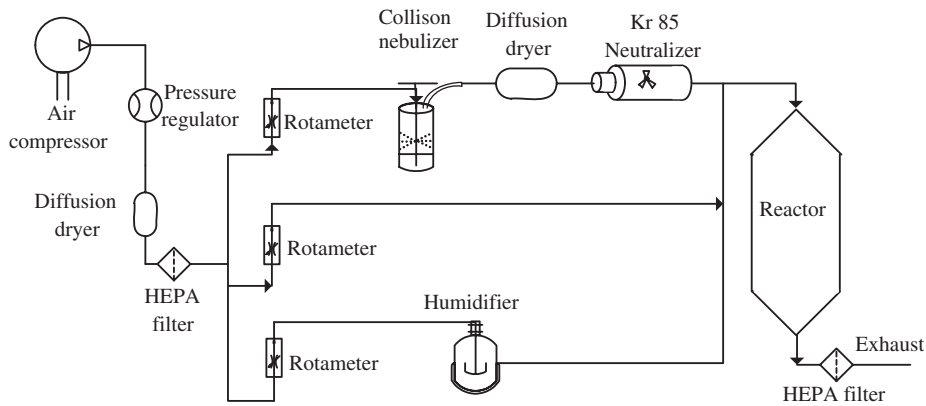 Collison
nebulizer
Diffusion
dryer
Kr 85
Neutralizer
Air
compressor
Pressure
regulator
Rotameter
Diffusion
dryer
HEPA
filter
Rotameter
Reactor
Humidifier
Rotameter
Exhaust
HEPA filter